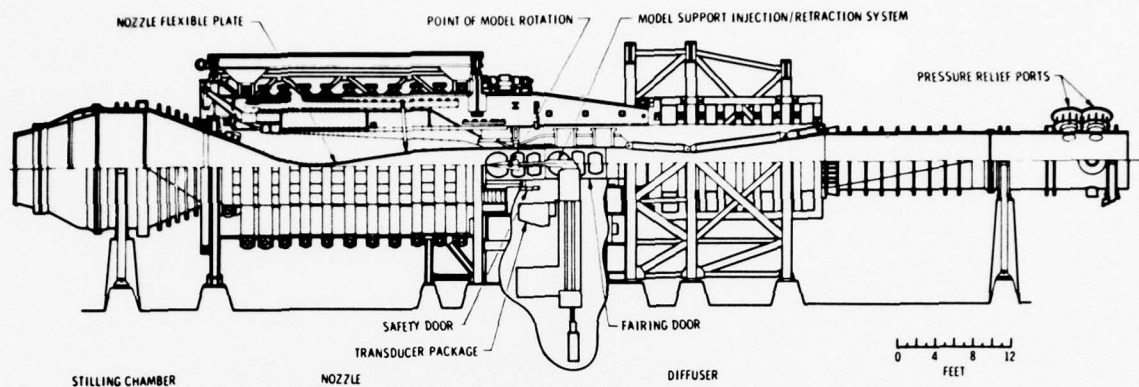 NOZZLE FLEXIBLE PLATE
POINT OF MODEL ROTATION
MODEL SUPPORT INJECTION/RETRACTION SYSTEM
PRESSURE RELIEF PORTS
SAFETY DOOR
FAIRING DOOR
TRANSDUCER PACKAGE
0 4 8 12
FEET
STILLING CHAMBER
NOZZLE
DIFFUSER